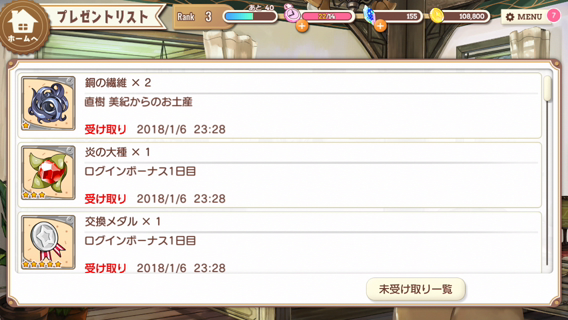 プレゼントリスト
ホームへ
Rank 3
あと 40
22/14
155
108,800
MENU
?
鋼の繊維 × 2
直樹 美紀からのお土産
受け取り 2018/1/6 23:28
炎の大種 × 1
ログインボーナス1日目
受け取り 2018/1/6 23:28
交換メダル × 1
ログインボーナス1日目
受け取り 2018/1/6 23:28
未受け取り一覧